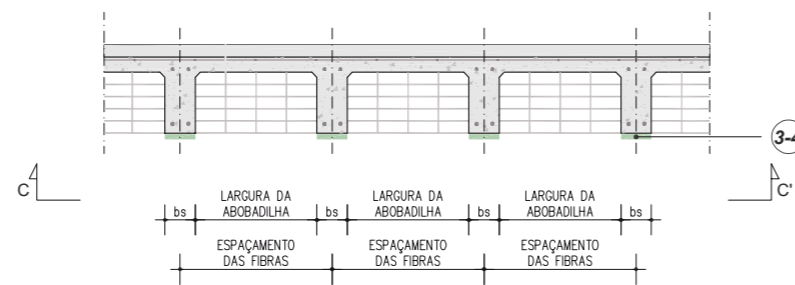 3-4
C
C'
bs
LARGURA DA
ABOBADILHA
bs
LARGURA DA
ABOBADILHA
bs
LARGURA DA
ABOBADILHA
bs
ESPAÇAMENTO
DAS FIBRAS
ESPAÇAMENTO
DAS FIBRAS
ESPAÇAMENTO
DAS FIBRAS